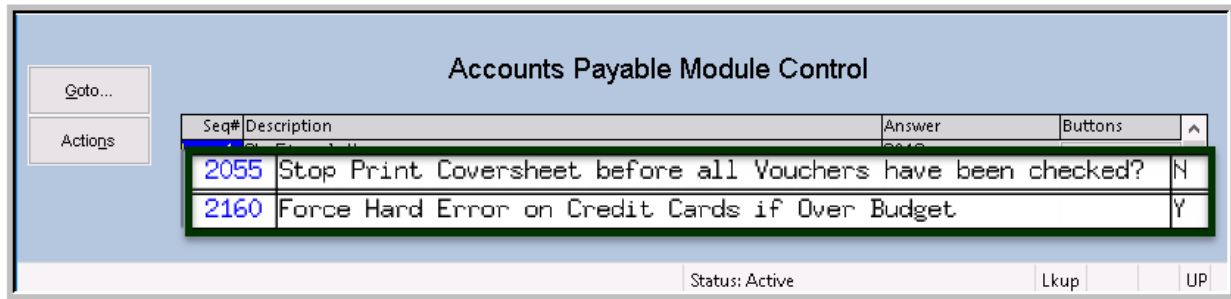 Accounts Payable Module Control
Goto...
Actions
Seq# Description Answer Buttons
2055 Stop Print Coversheet before all Vouchers have been checked? N
2160 Force Hard Error on Credit Cards if Over Budget Y
Status: Active Lkup UP